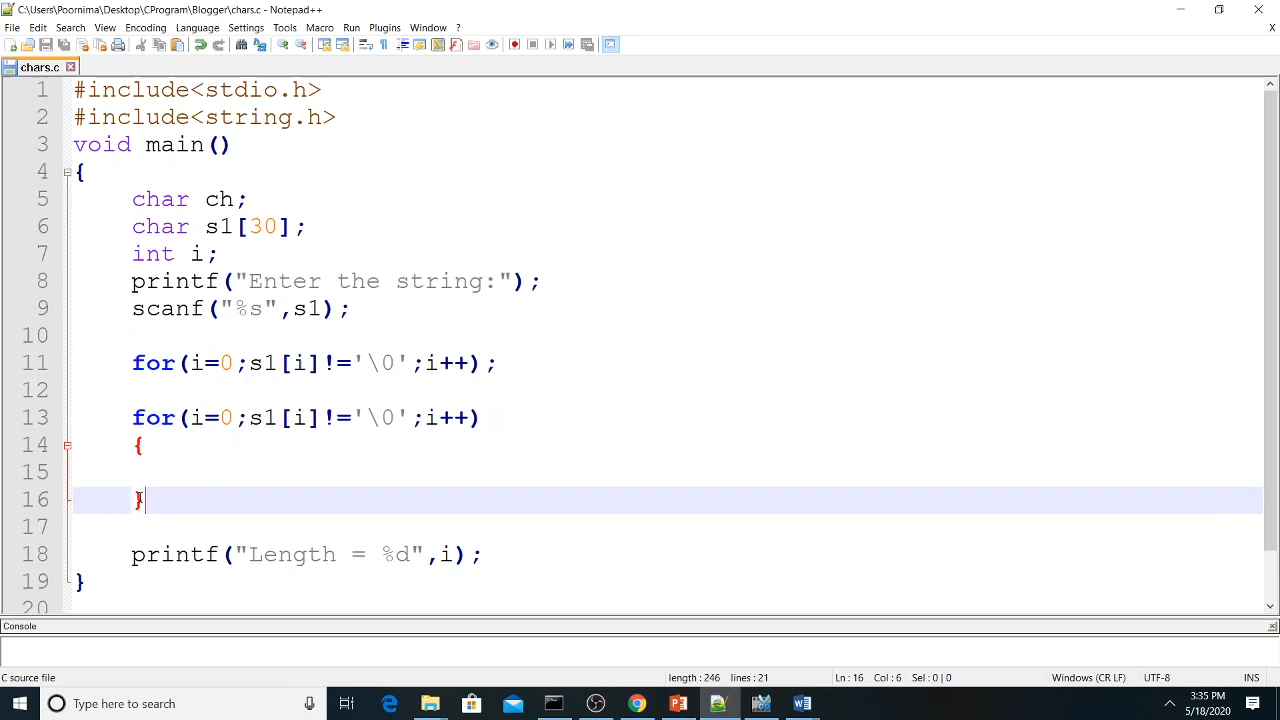 C:\Users\Poornima\Desktop\CProgram\Blogger\chars.c - Notepad++
File Edit Search View Encoding Language Settings Tools Macro Run Plugins Window ? X
chars.c
1 #include<stdio.h>
2 #include<string.h>
3 void main()
4 {
5 char ch;
6 char s1[30];
7 int i;
8 printf("Enter the string:");
9 scanf("%s",s1);
10
11 for(i=0;s1[i]!='\0';i++);
12
13 for(i=0;s1[i]!='\0';i++)
14 {
15
16 }
17
18 printf("Length = %d",i);
19 }
20
Console
C source file length : 246 lines : 21 Ln : 16 Col : 6 Sel : 0 | 0 Windows (CR LF) UTF-8 INS
Type here to search
3:35 PM
5/18/2020